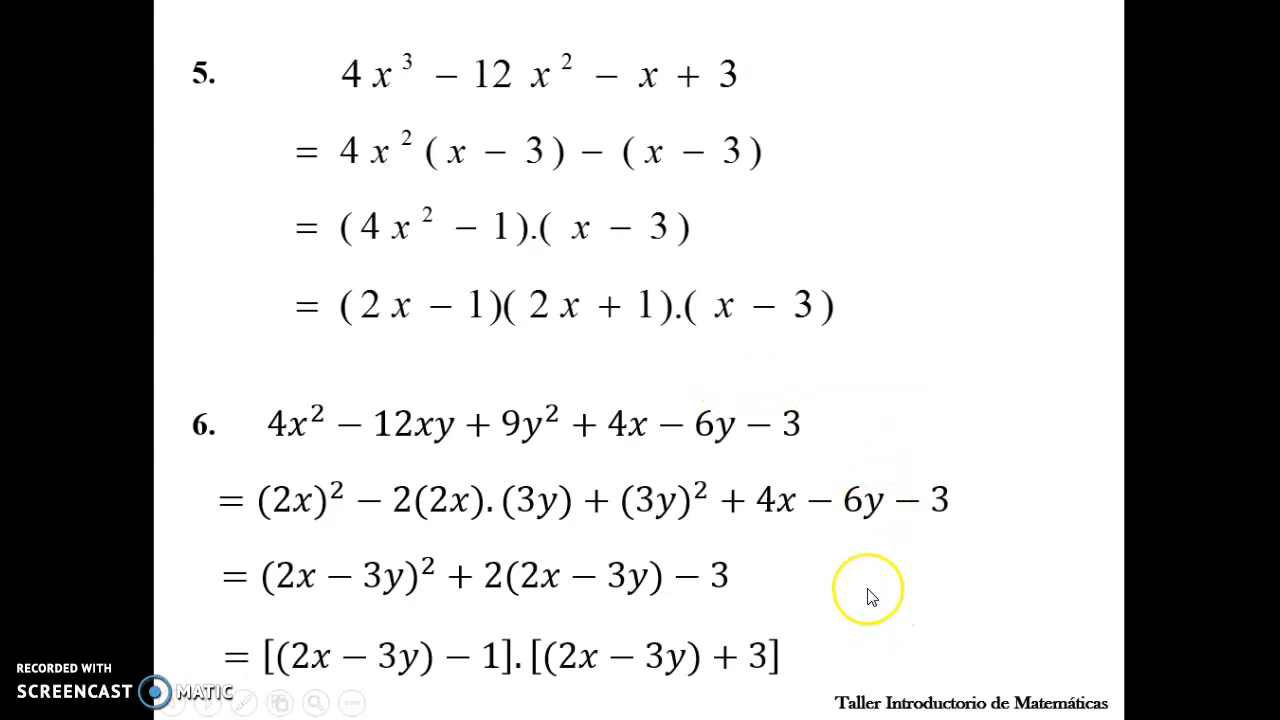 5. 4x³ − 12x² − x + 3
= 4x²(x − 3) − (x − 3)
= (4x² − 1).(x − 3)
= (2x − 1)(2x + 1).(x − 3)
6. 4x² − 12xy + 9y² + 4x − 6y − 3
= (2x)² − 2(2x).(3y) + (3y)² + 4x − 6y − 3
= (2x − 3y)² + 2(2x − 3y) − 3
= [(2x − 3y) − 1].[(2x − 3y) + 3]
RECORDED WITH
SCREENCAST MATIC
Taller Introductorio de Matemáticas